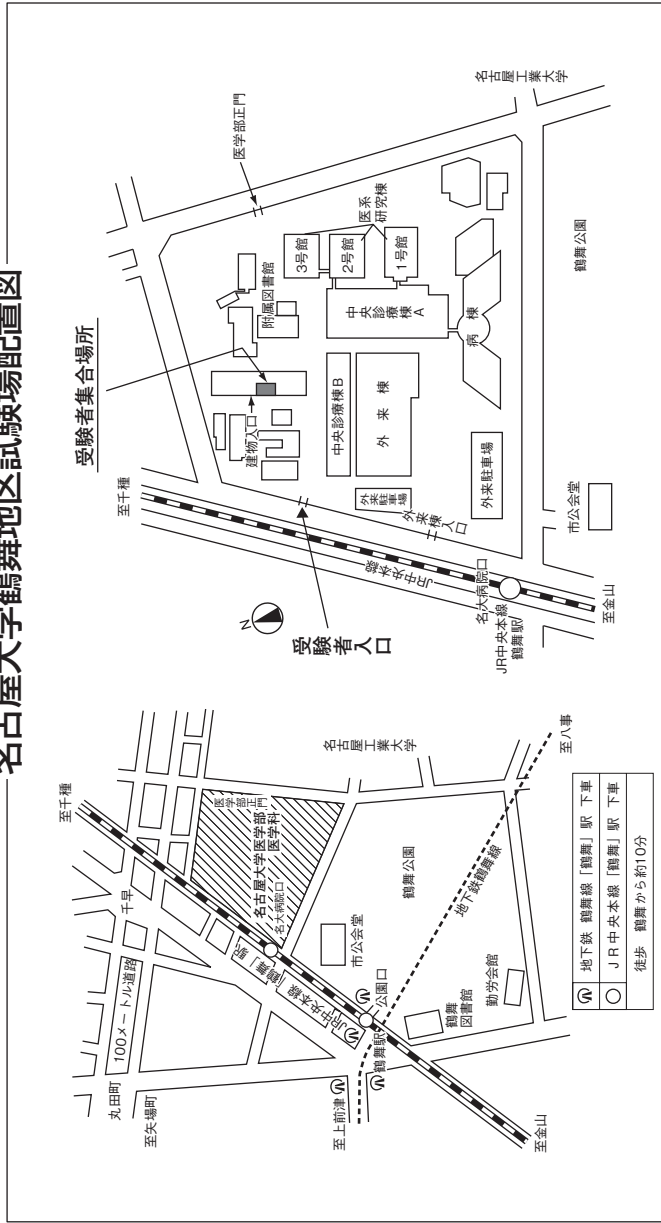 名古屋大学鶴舞地区試験場配置図
至千種
千早
丸田町
100メートル道路
至矢場町
医学部正門
名古屋大学医学部
医学科
名大病院口
「鶴舞」駅
JR中央本線
名古屋工業大学
市公会堂
鶴舞公園
公園口
鶴舞駅
至上前津
地下鉄鶴舞線
至八事
鶴舞
図書館
勤労会館
至金山
地下鉄 鶴舞線「鶴舞」駅 下車
JR中央本線「鶴舞」駅 下車
徒歩 鶴舞から約10分
受験者集合場所
至千種
N
受験者
入口
JR中央本線
建物入口
附属図書館
医学部正門
3号館
2号館
1号館
医系
研究棟
中央診療棟B
中央
診療
棟A
外来棟
外来
駐車場
外来棟
入口
病棟
外来駐車場
名大病院口
JR中央本線
鶴舞駅
至金山
市公会堂
鶴舞公園
名古屋工業大学